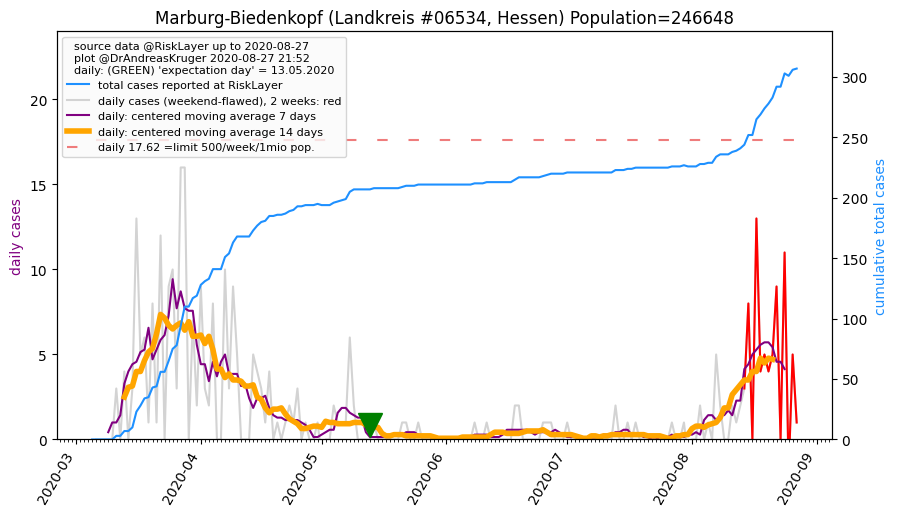 Marburg-Biedenkopf (Landkreis #06534, Hessen) Population=246648
source data @RiskLayer up to 2020-08-27
plot @DrAndreasKruger 2020-08-27 21:52
daily: (GREEN) 'expectation day' = 13.05.2020
total cases reported at RiskLayer
daily cases (weekend-flawed), 2 weeks: red
daily: centered moving average 7 days
daily: centered moving average 14 days
daily 17.62 =limit 500/week/1mio pop.
daily cases
0
5
10
15
20
cumulative total cases
0
50
100
150
200
250
300
2020-03
2020-04
2020-05
2020-06
2020-07
2020-08
2020-09